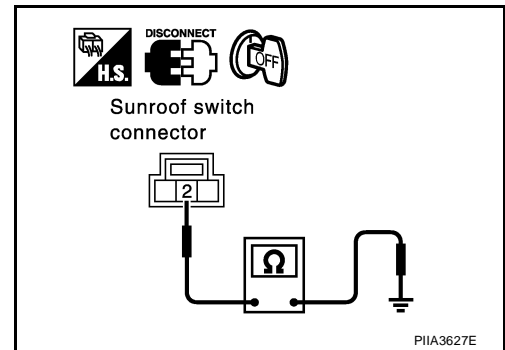 DISCONNECT
H.S.
OFF
Sunroof switch
connector
2
Ω
PIIA3627E